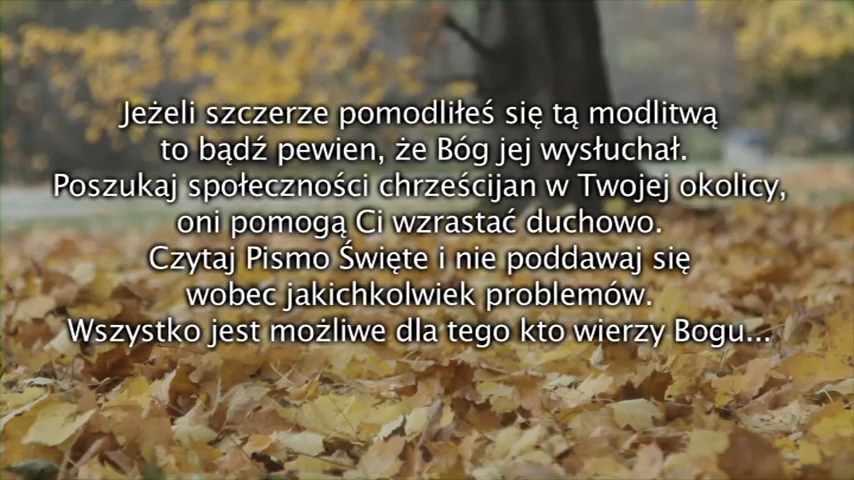 Jeżeli szczerze pomodliłeś się tą modlitwą
to bądź pewien, że Bóg jej wysłuchał.
Poszukaj społeczności chrześcijan w Twojej okolicy,
oni pomogą Ci wzrastać duchowo.
Czytaj Pismo Święte i nie poddawaj się
wobec jakichkolwiek problemów.
Wszystko jest możliwe dla tego kto wierzy Bogu...